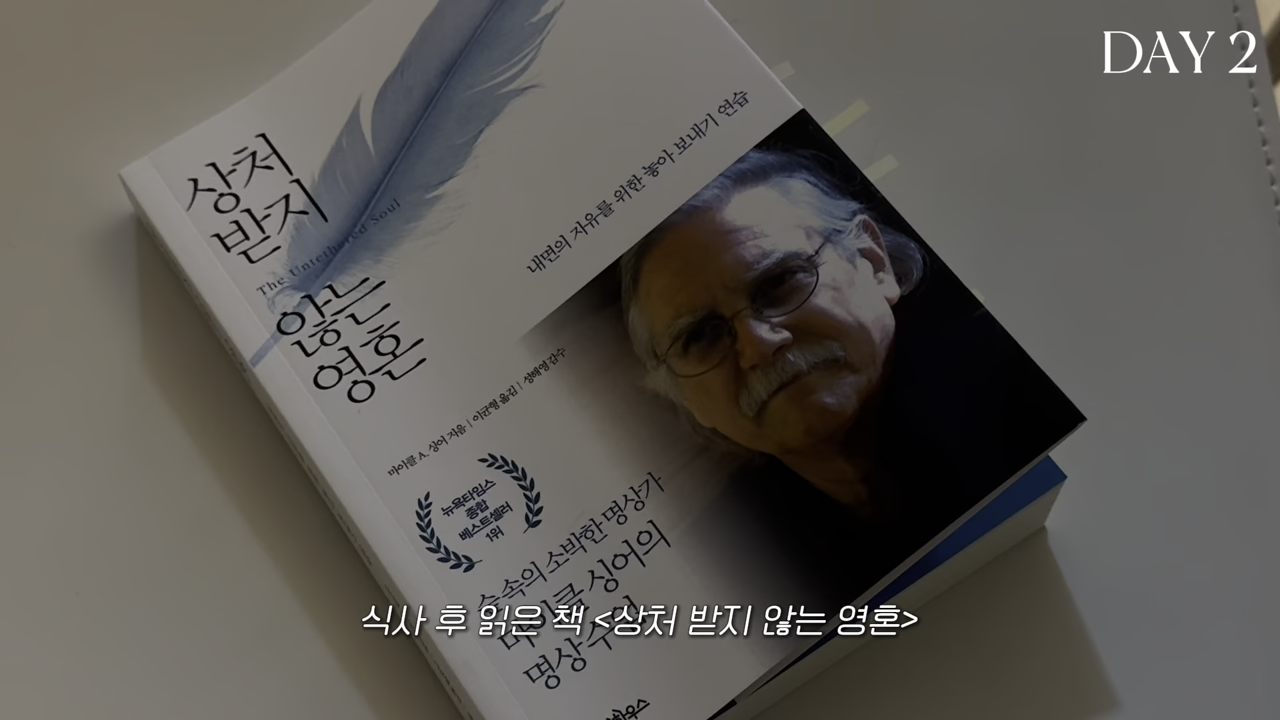 DAY 2
상처
받지
The Untethered Soul
않는
영혼
내면의 자유를 위한 놓아 보내기 연습
마이클 A. 싱어 지음 | 이균형 옮김 | 성해영 감수
뉴욕타임스
종합
베스트셀러
1위
숲속의 소박한 명상가
마이클 싱어의
명상 수업
하우스
식사 후 읽은 책 <상처 받지 않는 영혼>